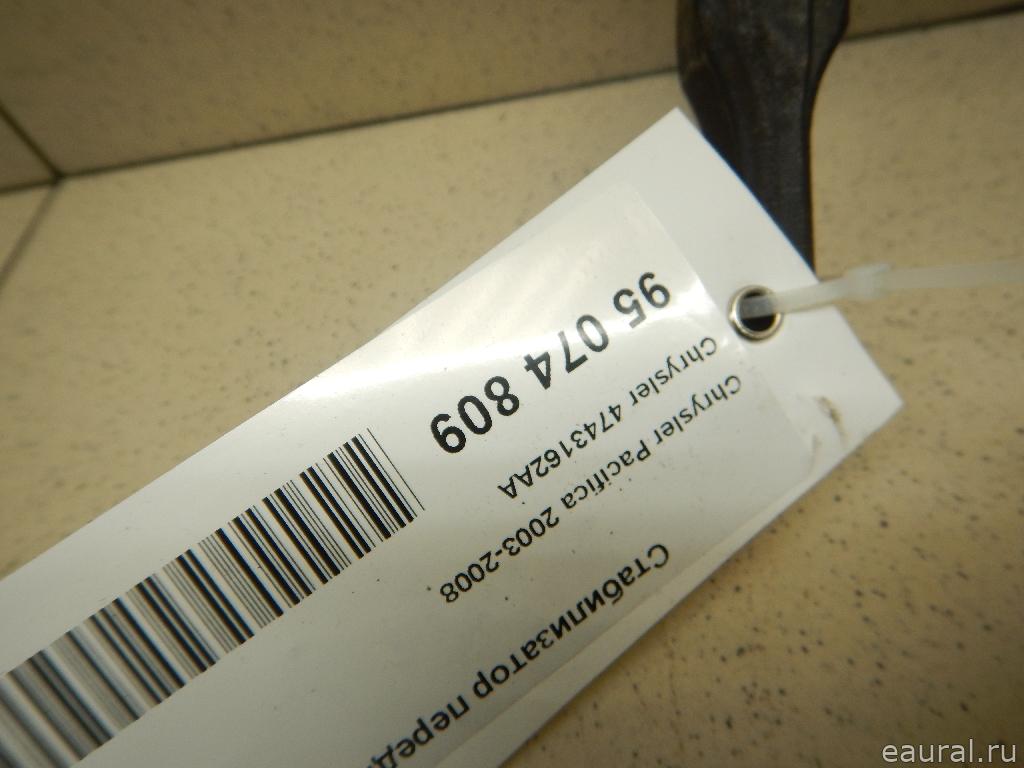 95 074 809
Chrysler 4743162AA
Chrysler Pacifica 2003-2008
Стабилизатор перед
eaural.ru